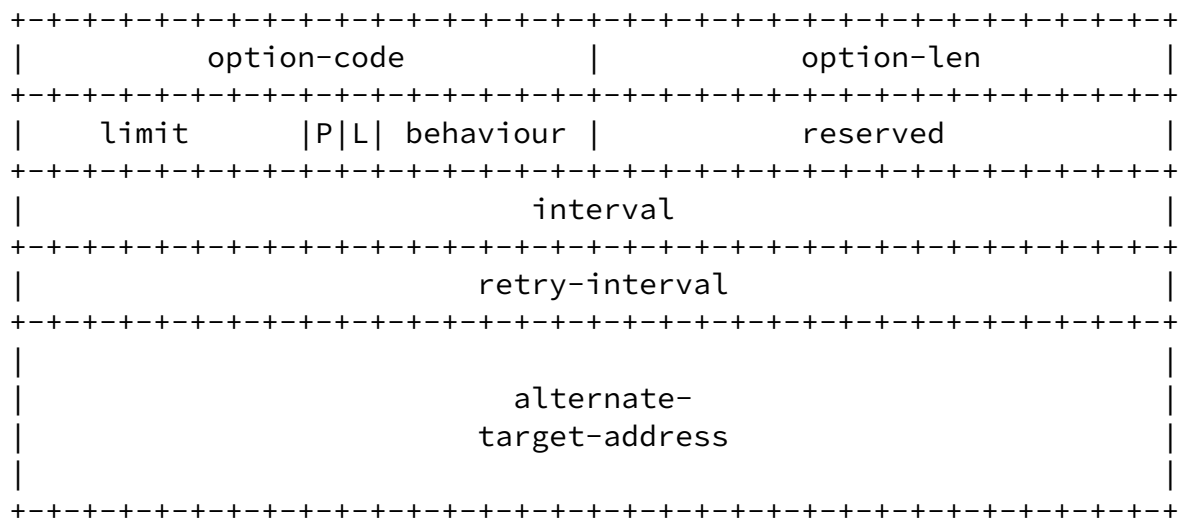 +-+-+-+-+-+-+-+-+-+-+-+-+-+-+-+-+-+-+-+-+-+-+-+-+-+-+-+-+-+-+-+-+
|          option-code          |           option-len          |
+-+-+-+-+-+-+-+-+-+-+-+-+-+-+-+-+-+-+-+-+-+-+-+-+-+-+-+-+-+-+-+-+
|    limit      |P|L| behaviour |           reserved            |
+-+-+-+-+-+-+-+-+-+-+-+-+-+-+-+-+-+-+-+-+-+-+-+-+-+-+-+-+-+-+-+-+
|                            interval                           |
+-+-+-+-+-+-+-+-+-+-+-+-+-+-+-+-+-+-+-+-+-+-+-+-+-+-+-+-+-+-+-+-+
|                         retry-interval                        |
+-+-+-+-+-+-+-+-+-+-+-+-+-+-+-+-+-+-+-+-+-+-+-+-+-+-+-+-+-+-+-+-+
|                                                               |
|                           alternate-                          |
|                         target-address                        |
|                                                               |
+-+-+-+-+-+-+-+-+-+-+-+-+-+-+-+-+-+-+-+-+-+-+-+-+-+-+-+-+-+-+-+-+